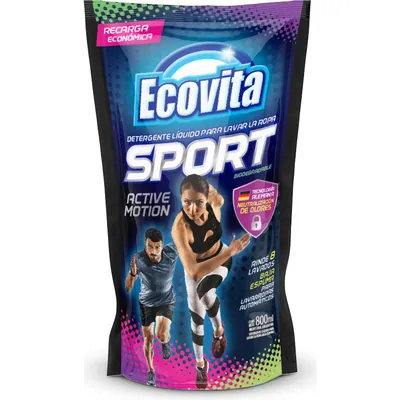 RECARGA
ECONÓMICA
Ecovita
DETERGENTE LÍQUIDO PARA LAVAR LA ROPA
SPORT
BIODEGRADABLE
ACTIVE
MOTION
TECNOLOGÍA
ALEMANA
NEUTRALIZACIÓN
DE OLORES
RINDE 8
LAVADOS
BAJA
ESPUMA
PARA
LAVARROPAS
AUTOMÁTICOS
800ml